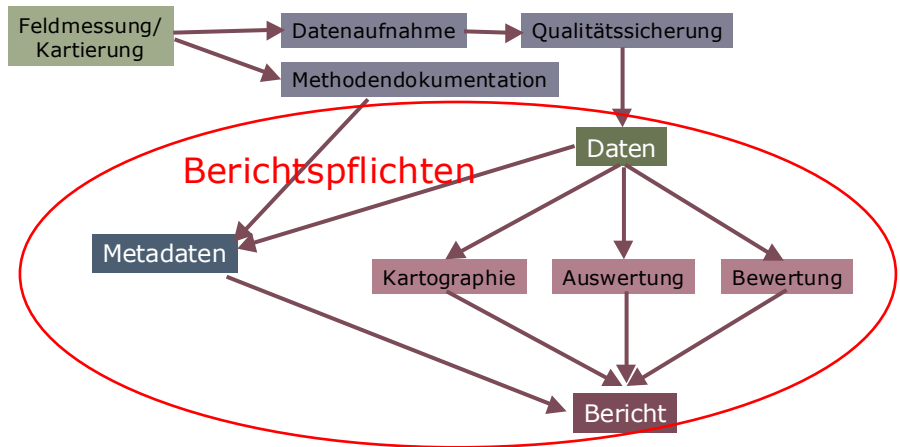 Feldmessung/
Kartierung
Datenaufnahme
Qualitätssicherung
Methodendokumentation
Daten
Berichtspflichten
Metadaten
Kartographie
Auswertung
Bewertung
Bericht